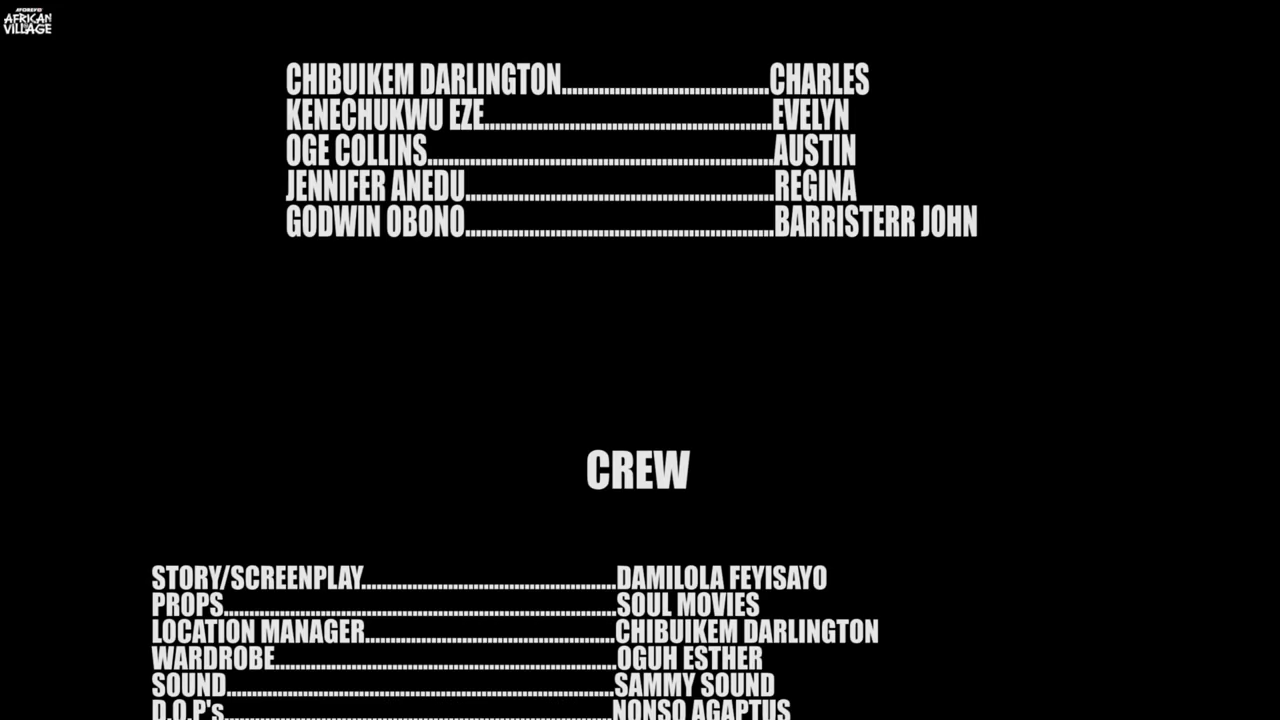 AFOREVO
AFRICAN
VILLAGE
CHIBUIKEM DARLINGTON.......................................CHARLES
KENECHUKWU EZE......................................................EVELYN
OGE COLLINS.................................................................AUSTIN
JENNIFER ANEDU..........................................................REGINA
GODWIN OBONO..........................................................BARRISTERR JOHN
CREW
STORY/SCREENPLAY..................................................DAMILOLA FEYISAYO
PROPS.............................................................................SOUL MOVIES
LOCATION MANAGER.................................................CHIBUIKEM DARLINGTON
WARDROBE...................................................................OGUH ESTHER
SOUND............................................................................SAMMY SOUND
D.O.P's............................................................................NONSO AGAPTUS